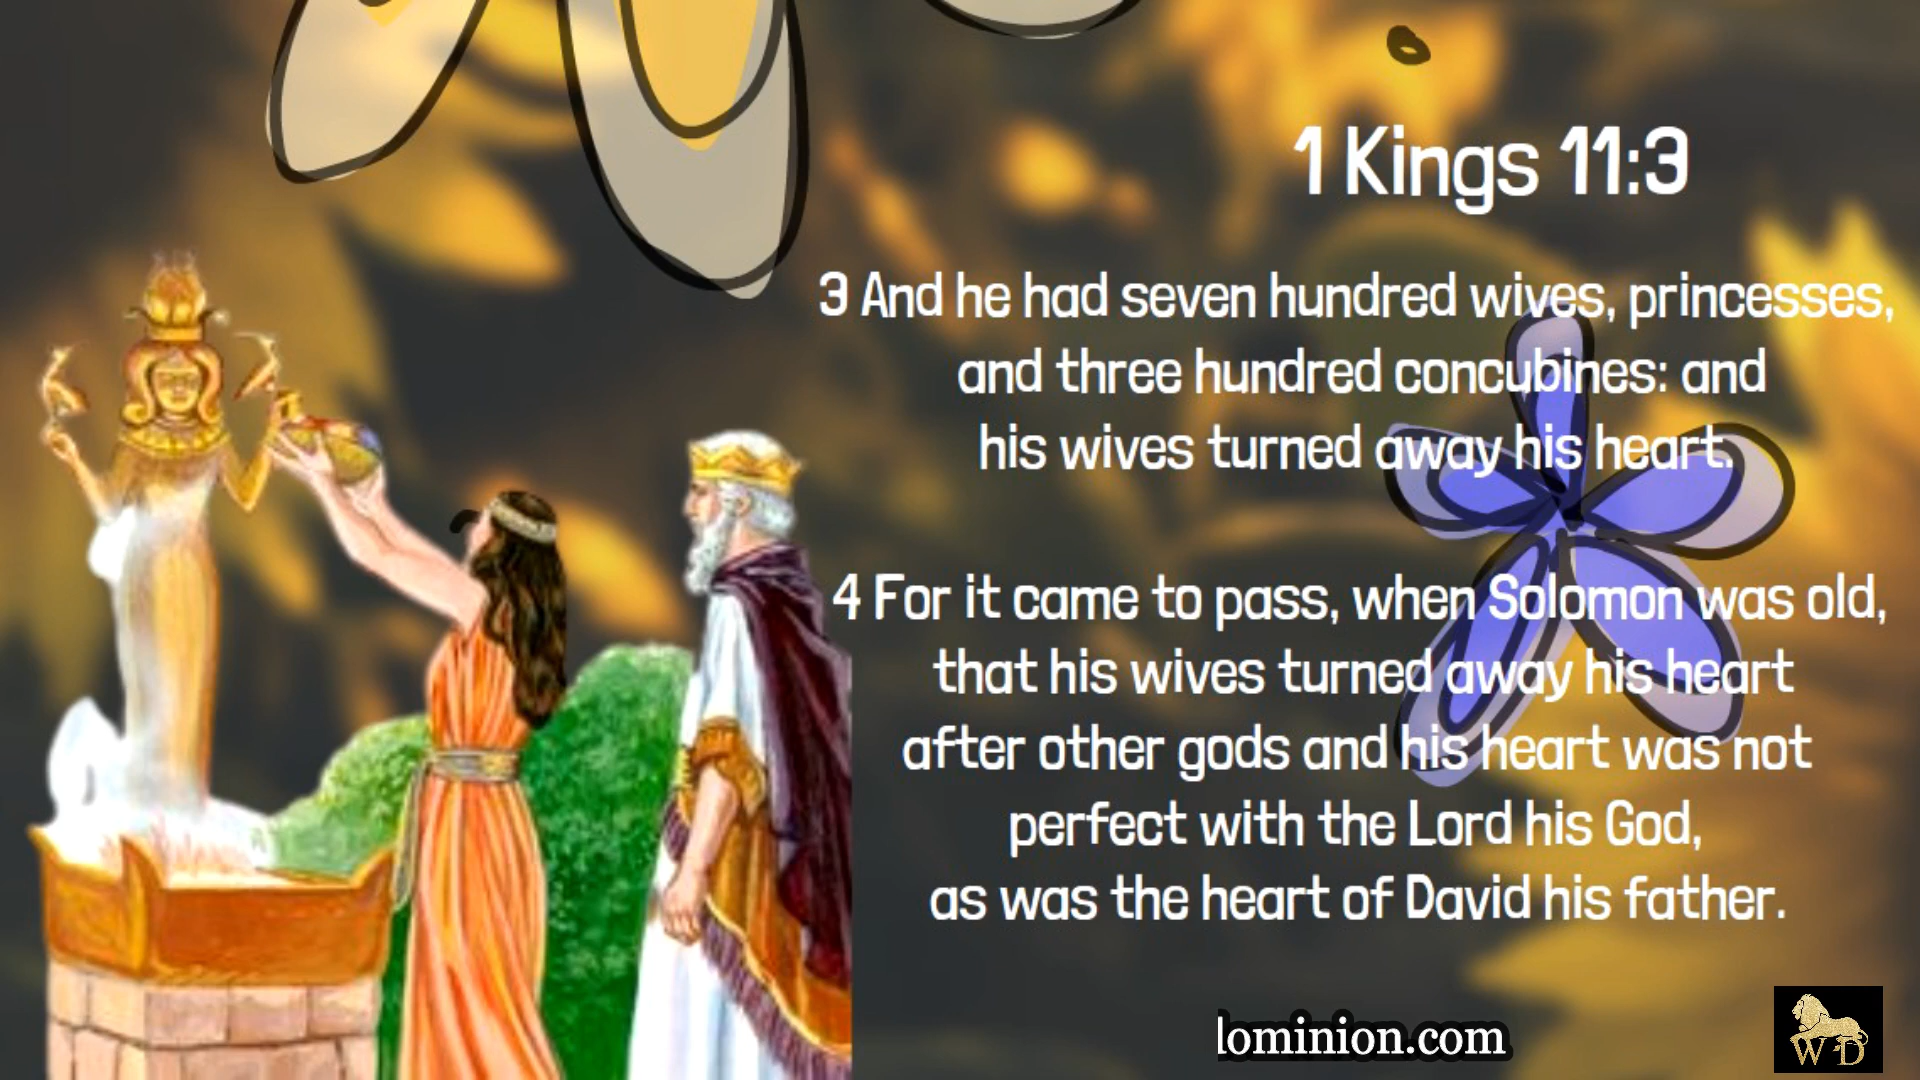 1 Kings 11:3
3 And he had seven hundred wives, princesses,
and three hundred concubines: and
his wives turned away his heart.
4 For it came to pass, when Solomon was old,
that his wives turned away his heart
after other gods and his heart was not
perfect with the Lord his God,
as was the heart of David his father.
lominion.com
WD